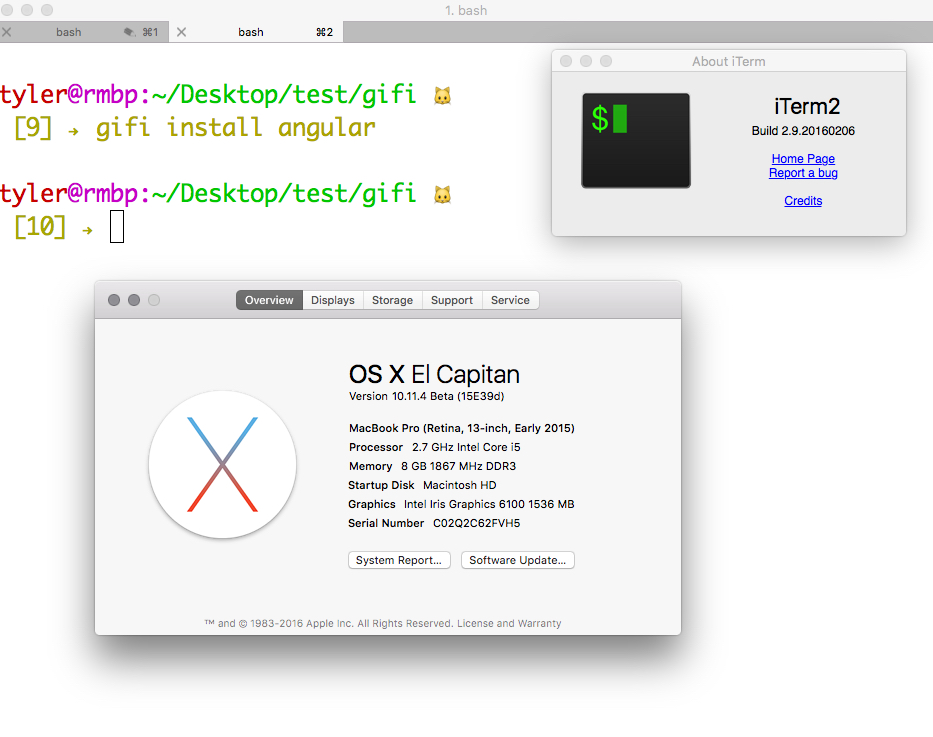 1. bash
bash ⌘1
bash ⌘2
tyler@rmbp:~/Desktop/test/gifi 🐱
[9] → gifi install angular
tyler@rmbp:~/Desktop/test/gifi 🐱
[10] →
About iTerm
$
iTerm2
Build 2.9.20160206
Home Page
Report a bug
Credits
Overview Displays Storage Support Service
OS X El Capitan
Version 10.11.4 Beta (15E39d)
MacBook Pro (Retina, 13-inch, Early 2015)
Processor 2.7 GHz Intel Core i5
Memory 8 GB 1867 MHz DDR3
Startup Disk Macintosh HD
Graphics Intel Iris Graphics 6100 1536 MB
Serial Number C02Q2C62FVH5
System Report... Software Update...
™ and © 1983-2016 Apple Inc. All Rights Reserved. License and Warranty